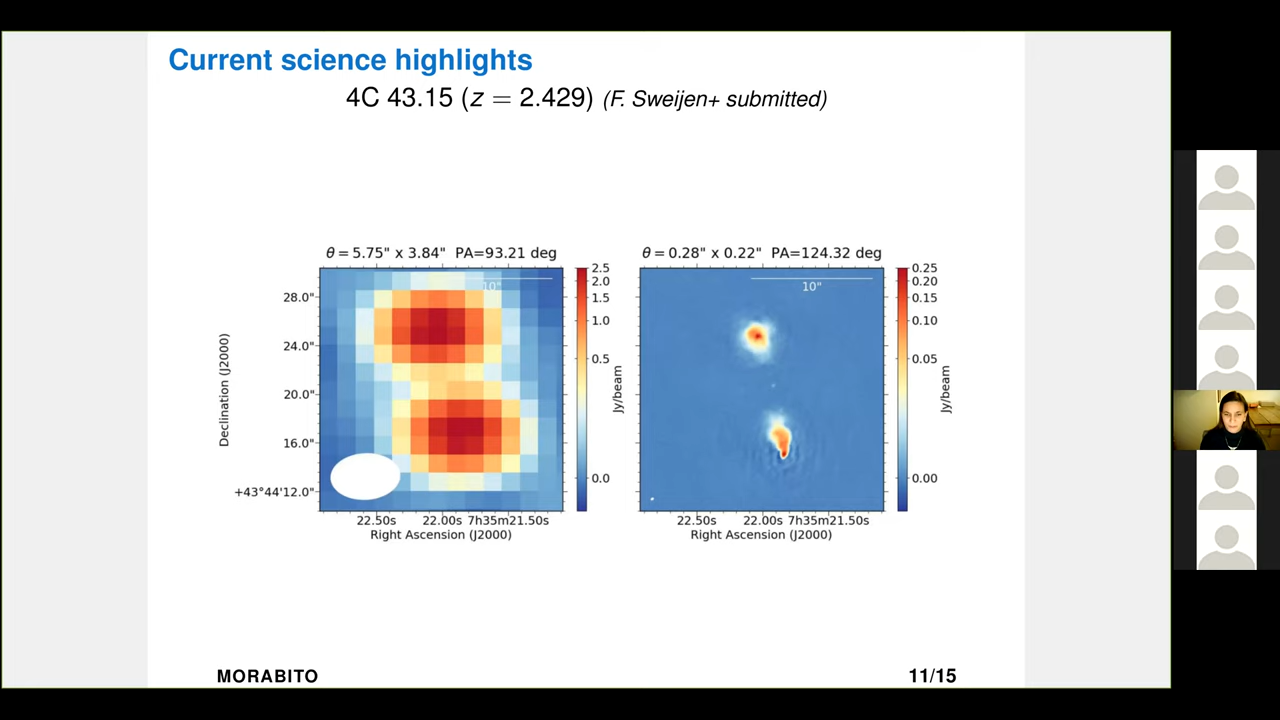 Current science highlights
4C 43.15 (z = 2.429) (F. Sweijen+ submitted)
θ = 5.75" x 3.84" PA=93.21 deg
10"
2.5
2.0
1.5
1.0
0.5
0.0
Jy/beam
28.0"
24.0"
20.0"
16.0"
+43°44'12.0"
Declination (J2000)
22.50s 22.00s 7h35m21.50s
Right Ascension (J2000)
θ = 0.28" x 0.22" PA=124.32 deg
10"
0.25
0.20
0.15
0.10
0.05
0.00
Jy/beam
22.50s 22.00s 7h35m21.50s
Right Ascension (J2000)
MORABITO 11/15